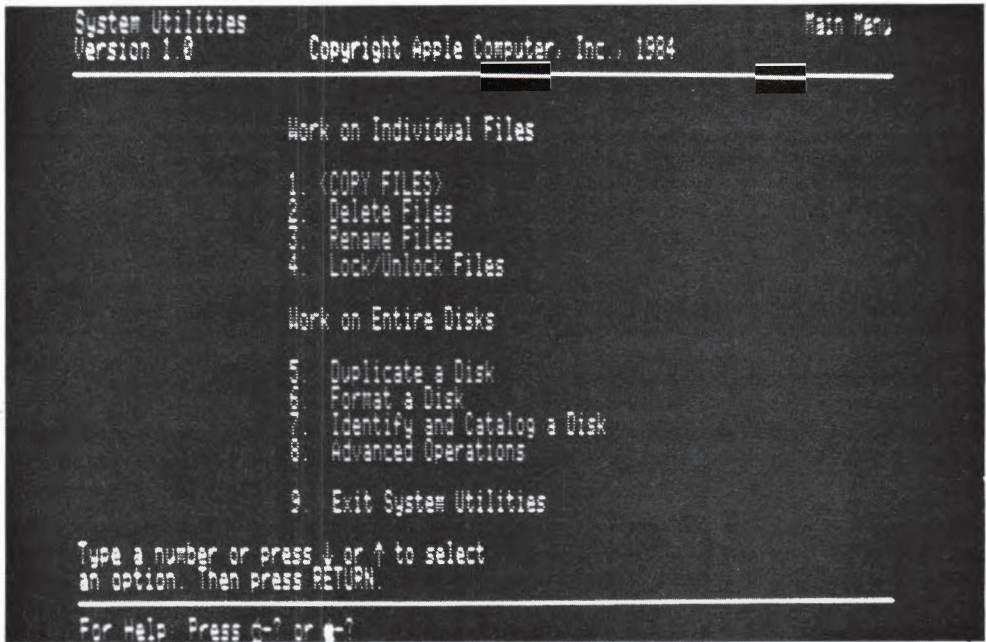 System Utilities Main Menu
Version 1.0 Copyright Apple Computer, Inc., 1984
Work on Individual Files
1. <COPY FILES>
2. Delete Files
3. Rename Files
4. Lock/Unlock Files
Work on Entire Disks
5. Duplicate a Disk
6. Format a Disk
7. Identify and Catalog a Disk
8. Advanced Operations
9. Exit System Utilities
Type a number or press ↓ or ↑ to select
an option. Then press RETURN.
For Help: Press -? or -?